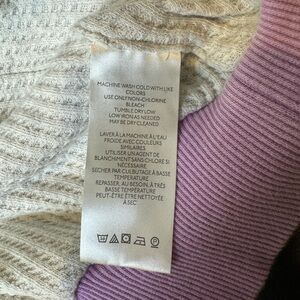 MACHINE WASH COLD WITH LIKE
COLORS
USE ONLY NON-CHLORINE
BLEACH
TUMBLE DRY LOW
LOW IRON AS NEEDED
MAY BE DRY CLEANED
LAVER À LA MACHINE À L'EAU
FROIDE AVEC COULEURS
SIMILAIRES
UTILISER UN AGENT DE
BLANCHIMENT SANS CHLORE SI
NÉCESSAIRE
SÉCHER PAR CULBUTAGE À BASSE
TEMPÉRATURE
REPASSER, AU BESOIN, À TRÈS
BASSE TEMPÉRATURE
PEUT-ÊTRE ÊTRE NETTOYÉE
À SEC